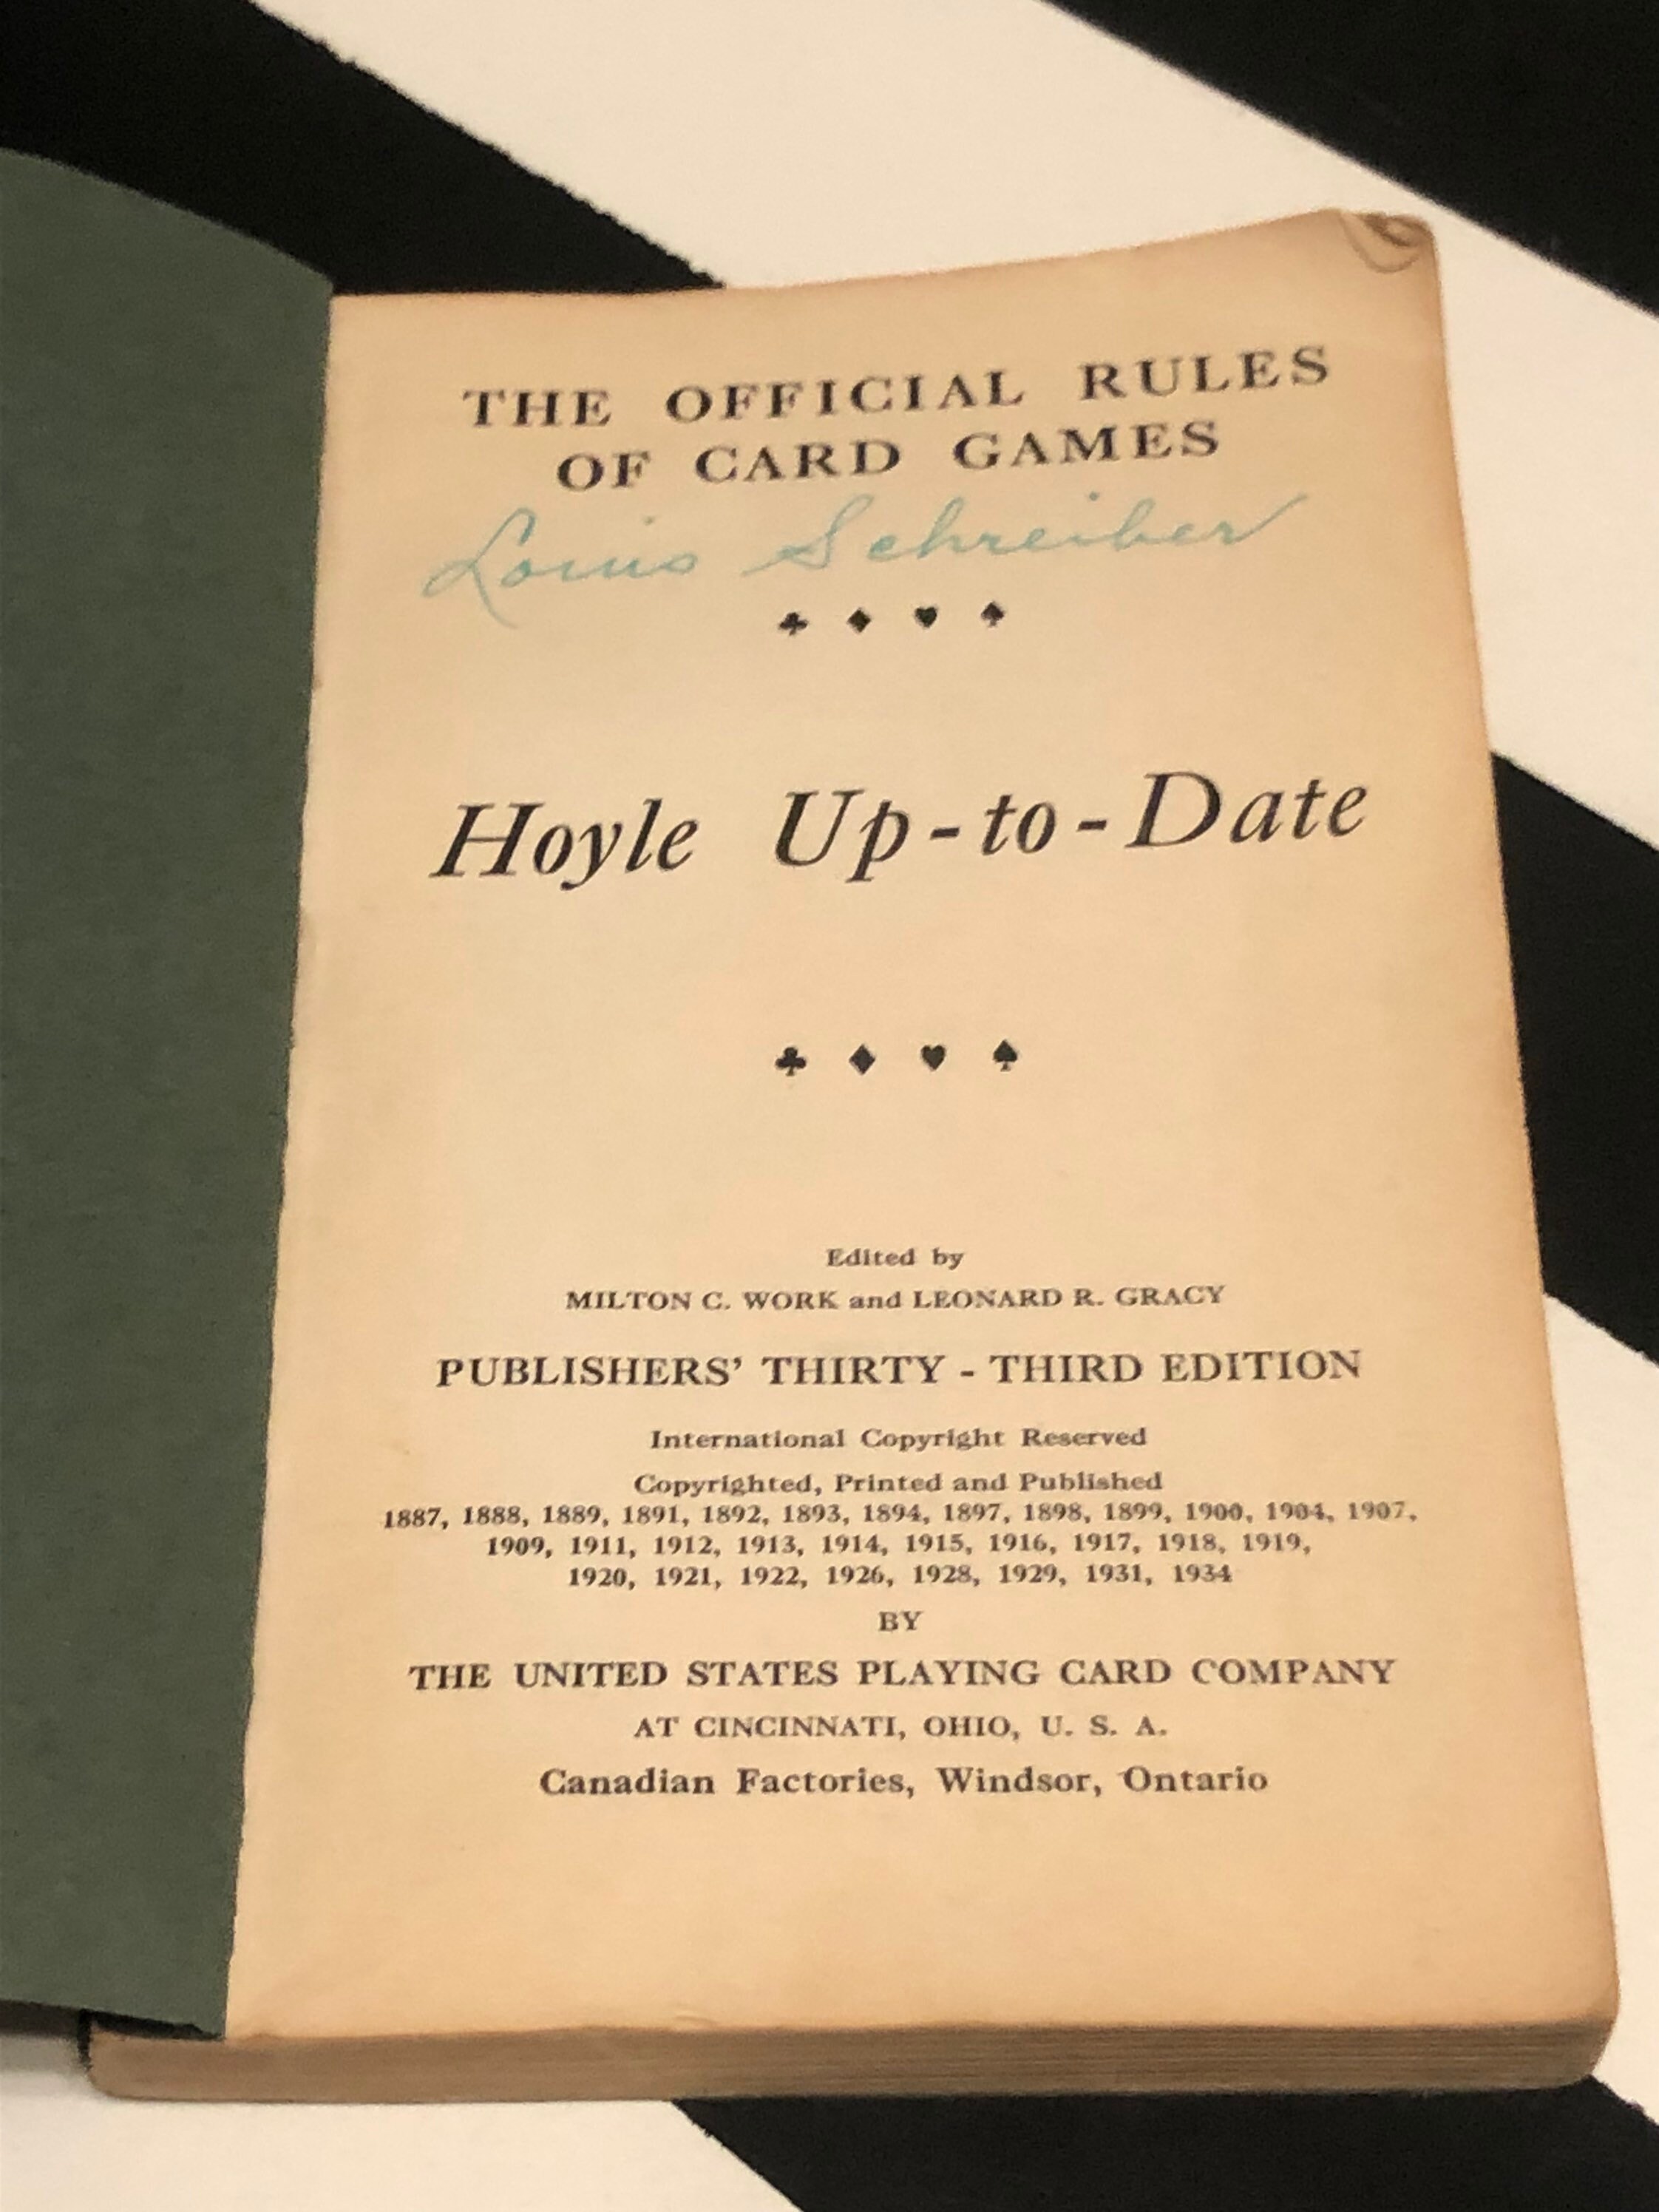 THE OFFICIAL RULES
OF CARD GAMES
Louis Schreiber
♣ ♦ ♥ ♠
Hoyle Up-to-Date
♣ ♦ ♥ ♠
Edited by
MILTON C. WORK and LEONARD R. GRACY
PUBLISHERS' THIRTY - THIRD EDITION
International Copyright Reserved
Copyrighted, Printed and Published
1887, 1888, 1889, 1891, 1892, 1893, 1894, 1897, 1898, 1899, 1900, 1904, 1907,
1909, 1911, 1912, 1913, 1914, 1915, 1916, 1917, 1918, 1919,
1920, 1921, 1922, 1926, 1928, 1929, 1931, 1934
BY
THE UNITED STATES PLAYING CARD COMPANY
AT CINCINNATI, OHIO, U. S. A.
Canadian Factories, Windsor, Ontario